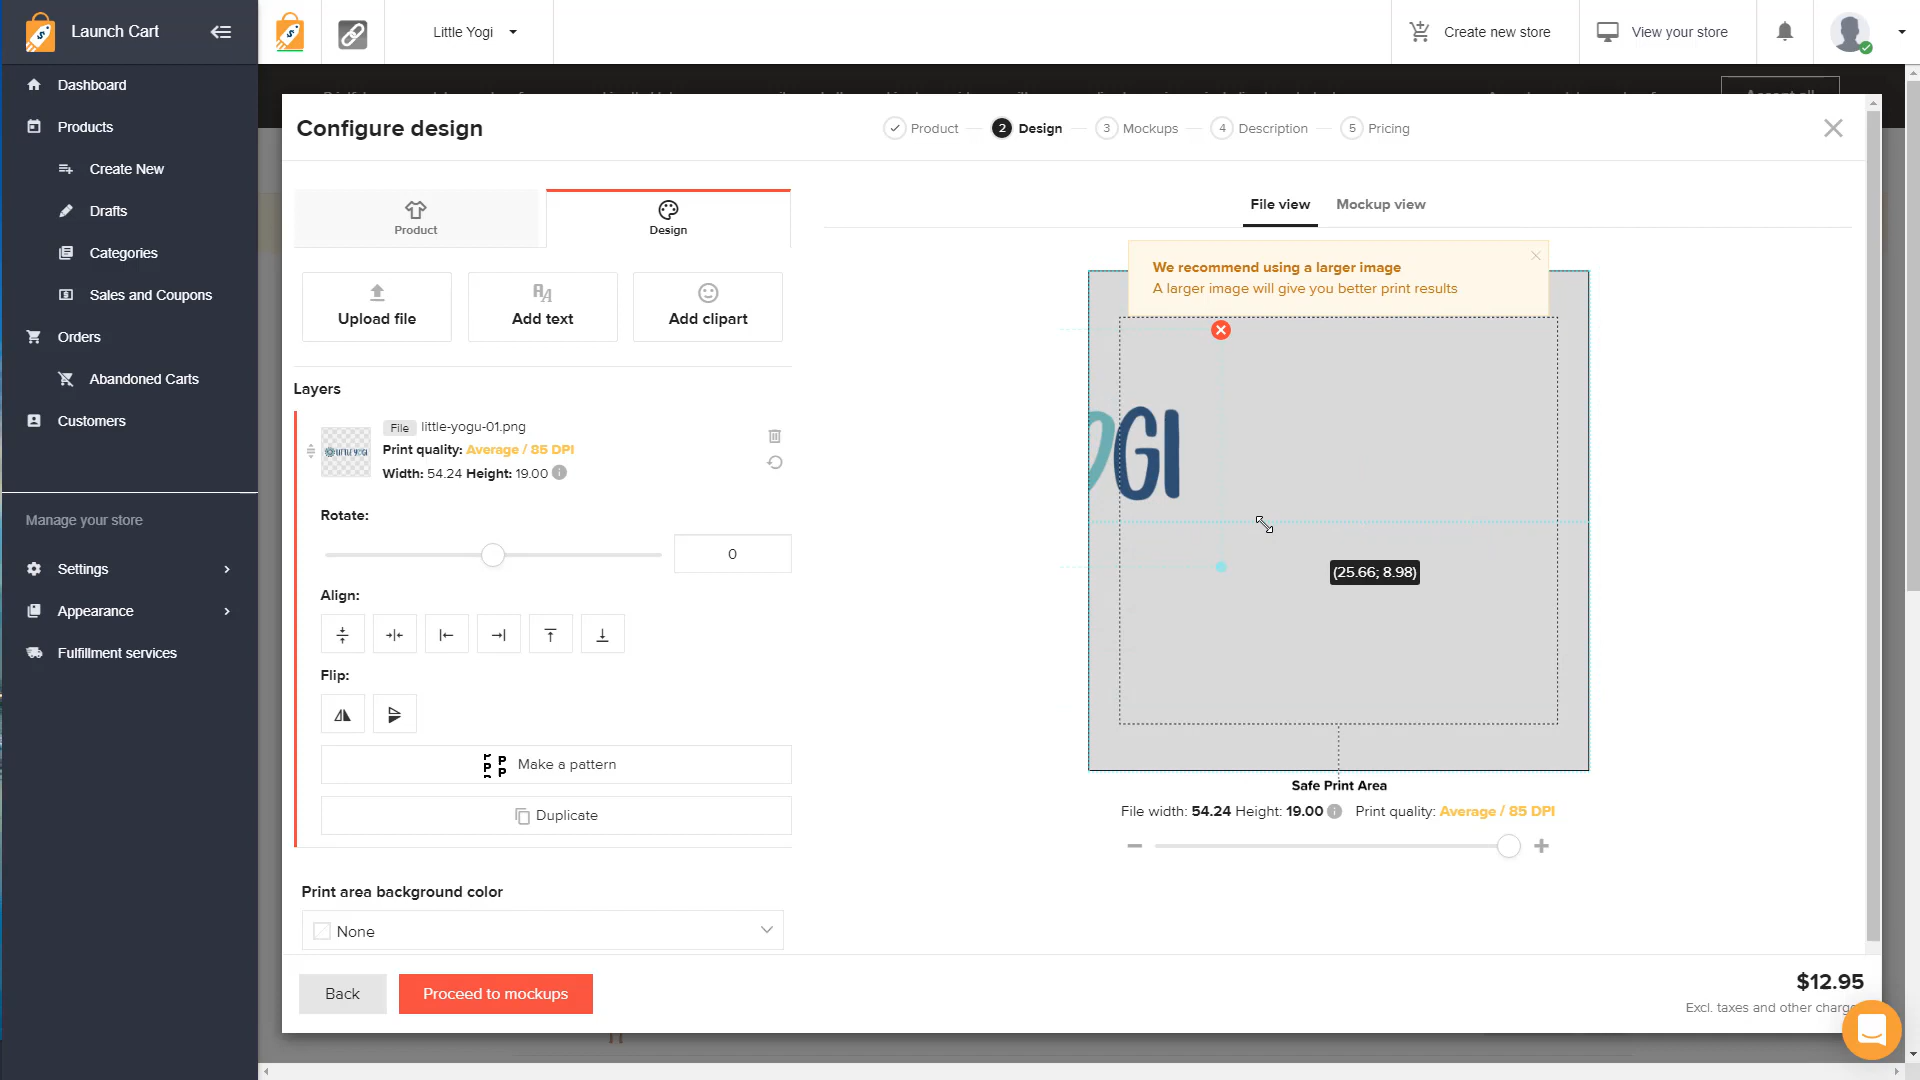 Launch Cart
Little Yogi
Create new store
View your store
Dashboard
Products
Create New
Drafts
Categories
Sales and Coupons
Orders
Abandoned Carts
Customers
Manage your store
Settings
Appearance
Fulfillment services
Configure design
Product
2 Design
3 Mockups
4 Description
5 Pricing
Product
Design
Upload file
Add text
Add clipart
Layers
File little-yogu-01.png
Print quality: Average / 85 DPI
Width: 54.24 Height: 19.00
LITTLE YOGI
Rotate:
0
Align:
Flip:
Make a pattern
Duplicate
Print area background color
None
Back
Proceed to mockups
File view
Mockup view
We recommend using a larger image
A larger image will give you better print results
OGI
(25.66; 8.98)
Safe Print Area
File width: 54.24 Height: 19.00 Print quality: Average / 85 DPI
$12.95
Excl. taxes and other charge